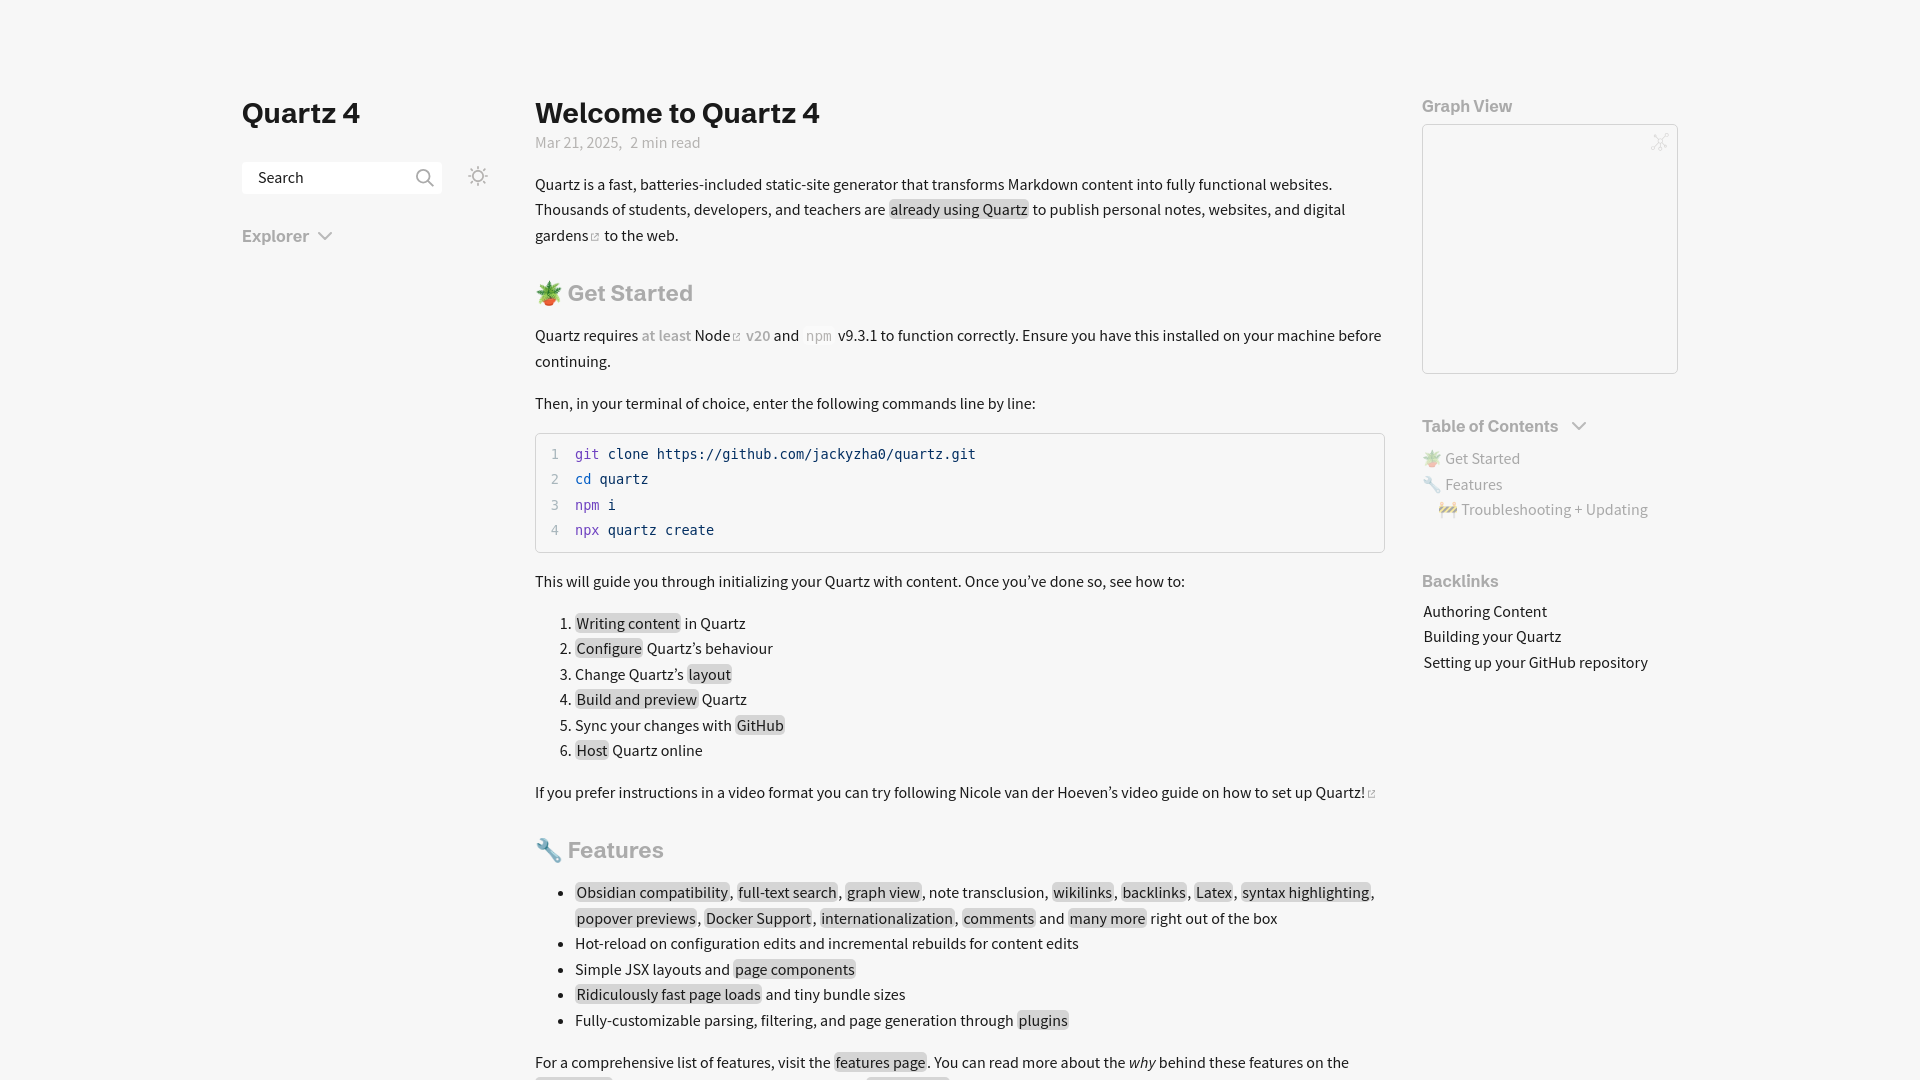 Quartz 4
Search
Explorer
Welcome to Quartz 4
Mar 21, 2025, 2 min read
Quartz is a fast, batteries-included static-site generator that transforms Markdown content into fully functional websites.
Thousands of students, developers, and teachers are already using Quartz to publish personal notes, websites, and digital
gardens to the web.
🪴 Get Started
Quartz requires at least Node v20 and npm v9.3.1 to function correctly. Ensure you have this installed on your machine before
continuing.
Then, in your terminal of choice, enter the following commands line by line:
1 git clone https://github.com/jackyzha0/quartz.git
2 cd quartz
3 npm i
4 npx quartz create
This will guide you through initializing your Quartz with content. Once you’ve done so, see how to:
1. Writing content in Quartz
2. Configure Quartz’s behaviour
3. Change Quartz’s layout
4. Build and preview Quartz
5. Sync your changes with GitHub
6. Host Quartz online
If you prefer instructions in a video format you can try following Nicole van der Hoeven’s video guide on how to set up Quartz!
🔧 Features
• Obsidian compatibility, full-text search, graph view, note transclusion, wikilinks, backlinks, Latex, syntax highlighting,
popover previews, Docker Support, internationalization, comments and many more right out of the box
• Hot-reload on configuration edits and incremental rebuilds for content edits
• Simple JSX layouts and page components
• Ridiculously fast page loads and tiny bundle sizes
• Fully-customizable parsing, filtering, and page generation through plugins
For a comprehensive list of features, visit the features page. You can read more about the why behind these features on the
Graph View
Table of Contents
🪴 Get Started
🔧 Features
🚧 Troubleshooting + Updating
Backlinks
Authoring Content
Building your Quartz
Setting up your GitHub repository